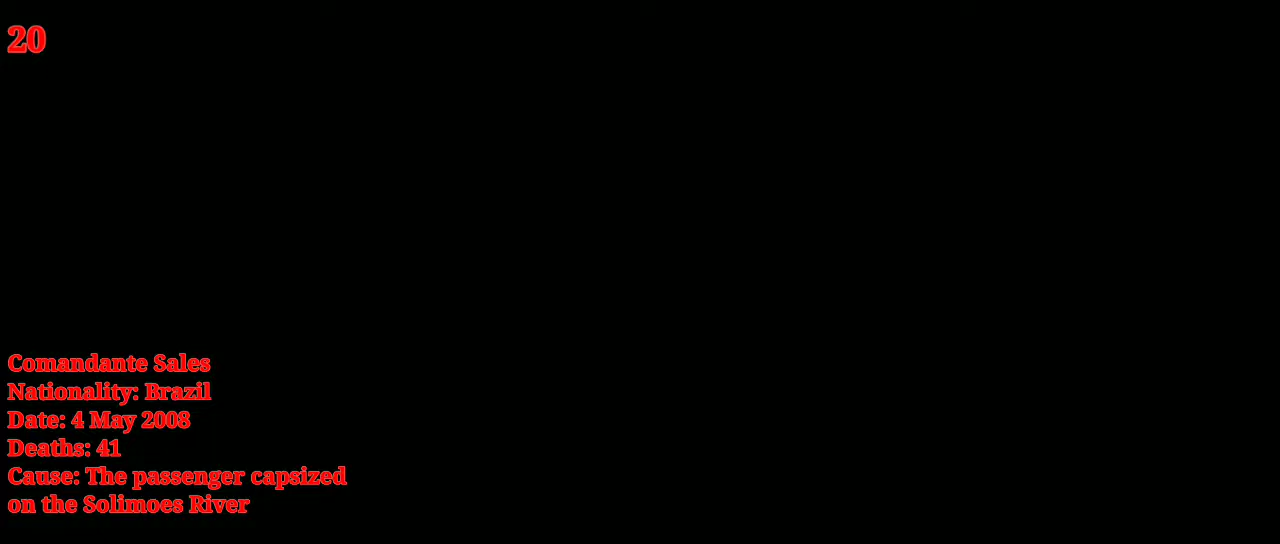 20
Comandante Sales
Nationality: Brazil
Date: 4 May 2008
Deaths: 41
Cause: The passenger capsized
on the Solimoes River